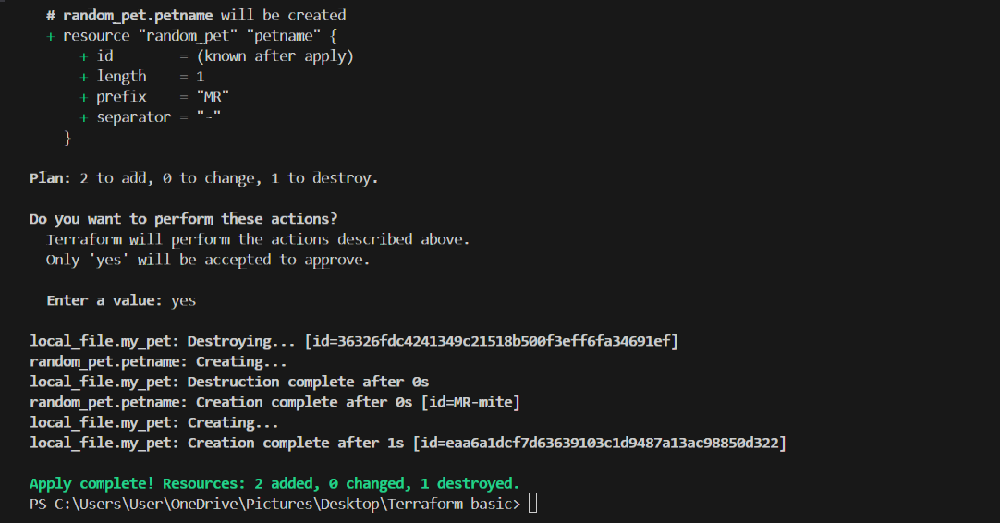 # random_pet.petname will be created
+ resource "random_pet" "petname" {
+ id        = (known after apply)
+ length    = 1
+ prefix    = "MR"
+ separator = "-"
}
Plan: 2 to add, 0 to change, 1 to destroy.
Do you want to perform these actions?
Terraform will perform the actions described above.
Only 'yes' will be accepted to approve.
Enter a value: yes
local_file.my_pet: Destroying... [id=36326fdc4241349c21518b500f3eff6fa34691ef]
random_pet.petname: Creating...
local_file.my_pet: Destruction complete after 0s
random_pet.petname: Creation complete after 0s [id=MR-mite]
local_file.my_pet: Creating...
local_file.my_pet: Creation complete after 1s [id=eaa6a1dcf7d63639103c1d9487a13ac98850d322]
Apply complete! Resources: 2 added, 0 changed, 1 destroyed.
PS C:\Users\User\OneDrive\Pictures\Desktop\Terraform basic>